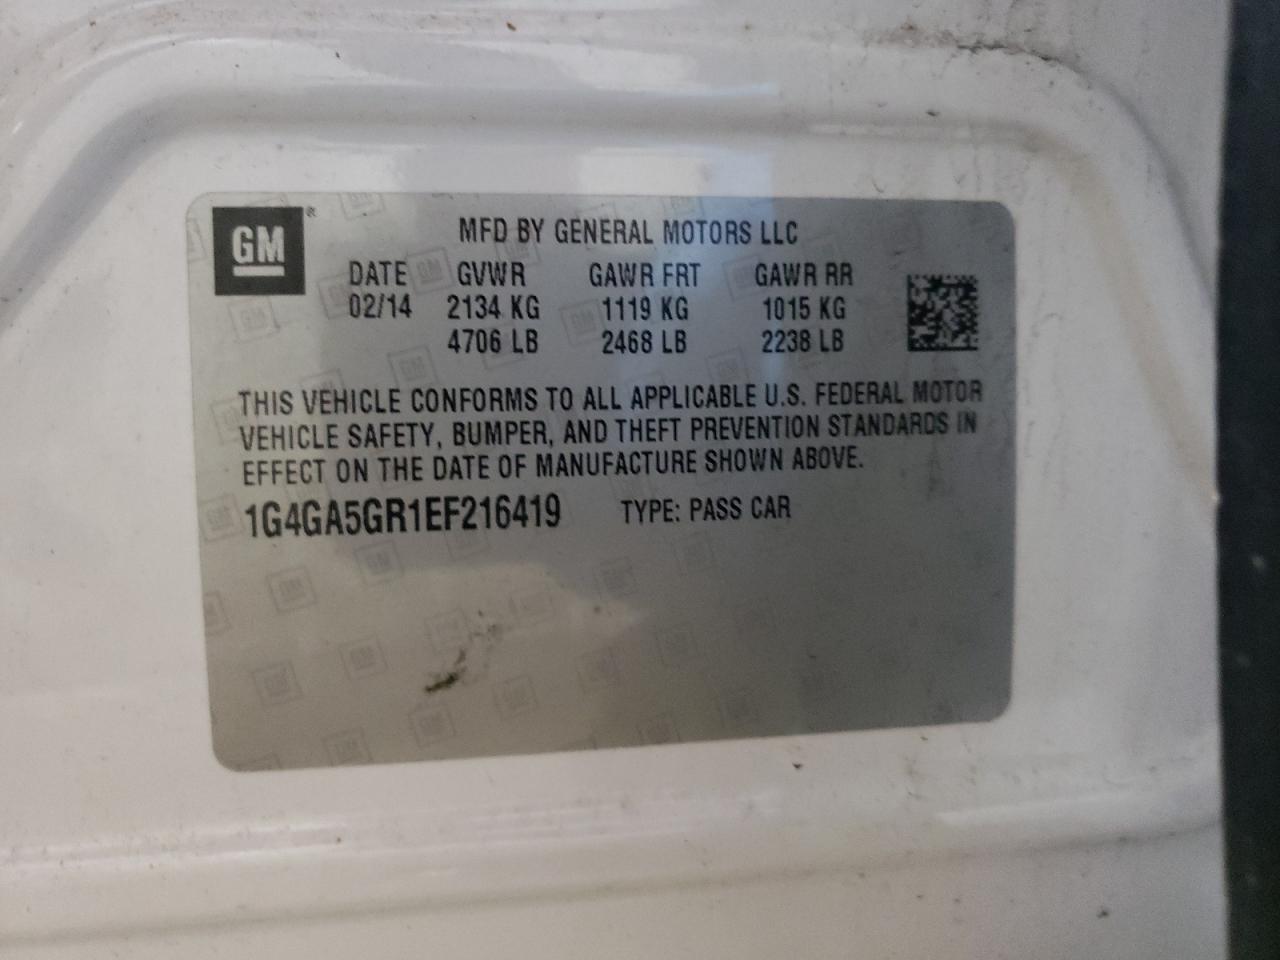 GM®
MFD BY GENERAL MOTORS LLC
DATE GVWR GAWR FRT GAWR RR
02/14 2134 KG 1119 KG 1015 KG
4706 LB 2468 LB 2238 LB
THIS VEHICLE CONFORMS TO ALL APPLICABLE U.S. FEDERAL MOTOR
VEHICLE SAFETY, BUMPER, AND THEFT PREVENTION STANDARDS IN
EFFECT ON THE DATE OF MANUFACTURE SHOWN ABOVE.
1G4GA5GR1EF216419 TYPE: PASS CAR